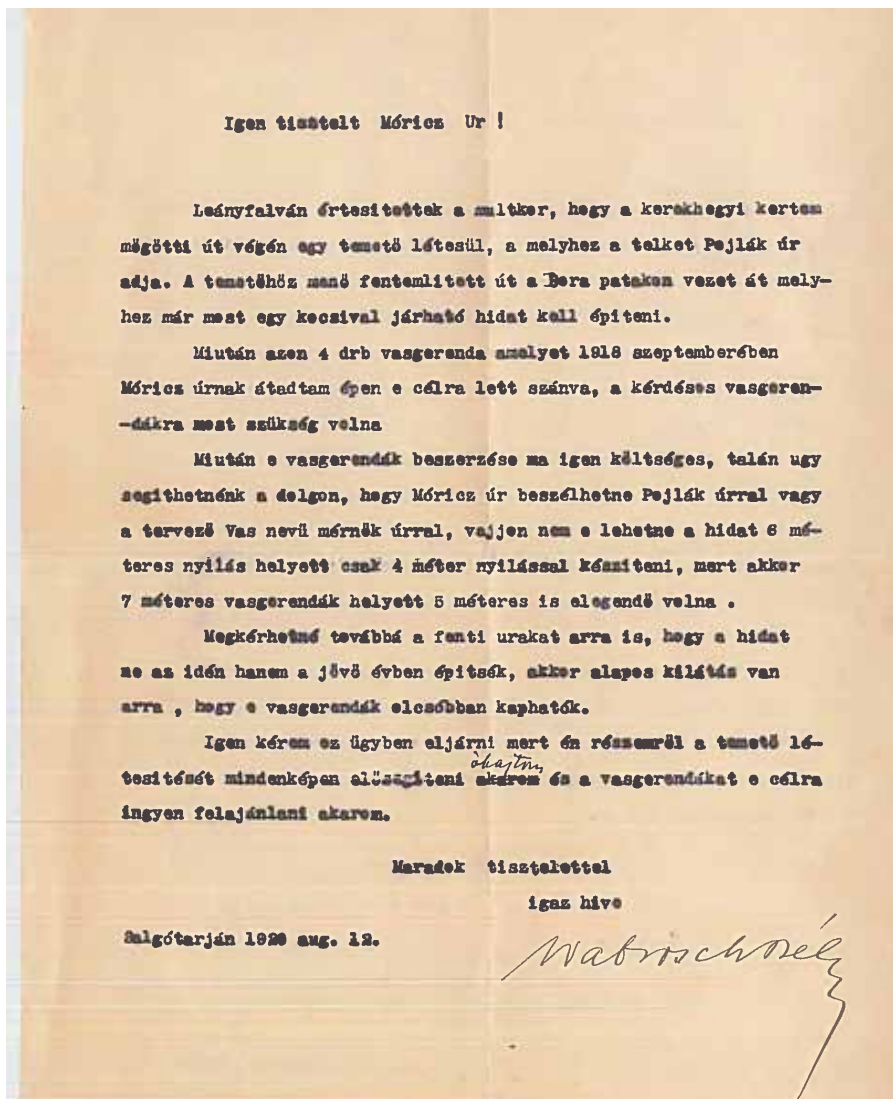 Igen tisztelt Móricz Ur !
Leányfalván értesitettek a multkor, hogy a kerekhegyi kertem
mögötti út végén egy temető létesül, a melyhez a telket Pejlák úr
adja. A temetőhöz menő fentemlitett út a Bora patakon vezet át mely-
hez már most egy kocsival járható hidat kell épiteni.
Miután azon 4 drb vasgerenda amelyet 1918 szeptemberében
Móricz úrnak átadtam épen e célra lett szánva, a kérdéses vasgeren-
-dákra most szükség volna
Miután e vasgerendák beszerzése ma igen költséges, talán ugy
segithetnénk a dolgon, hogy Móricz úr beszélhetne Pejlák úrral vagy
a tervező Vas nevü mérnök úrral, vajjon nem e lehetne a hidat 6 mé-
teres nyilás helyett csak 4 méter nyilással késziteni, mert akkor
7 méteres vasgerendák helyett 5 méteres is elegendő volna .
Megkérhetné továbbá a fenti urakat arra is, hogy a hidat
ne az idén hanem a jövő évben épitsék, akkor alapos kilátás van
arra , hogy e vasgerendák olcsóbban kaphatók.
Igen kérem ez ügyben eljárni mert én részemről a temető lé-
óhajtom
tesitését mindenképen elősegiteni akarom és a vasgerendákat e célra
ingyen felajánlani akarom.
Maradok tisztelettel
igaz hive
Salgótarján 1920 aug. 12.